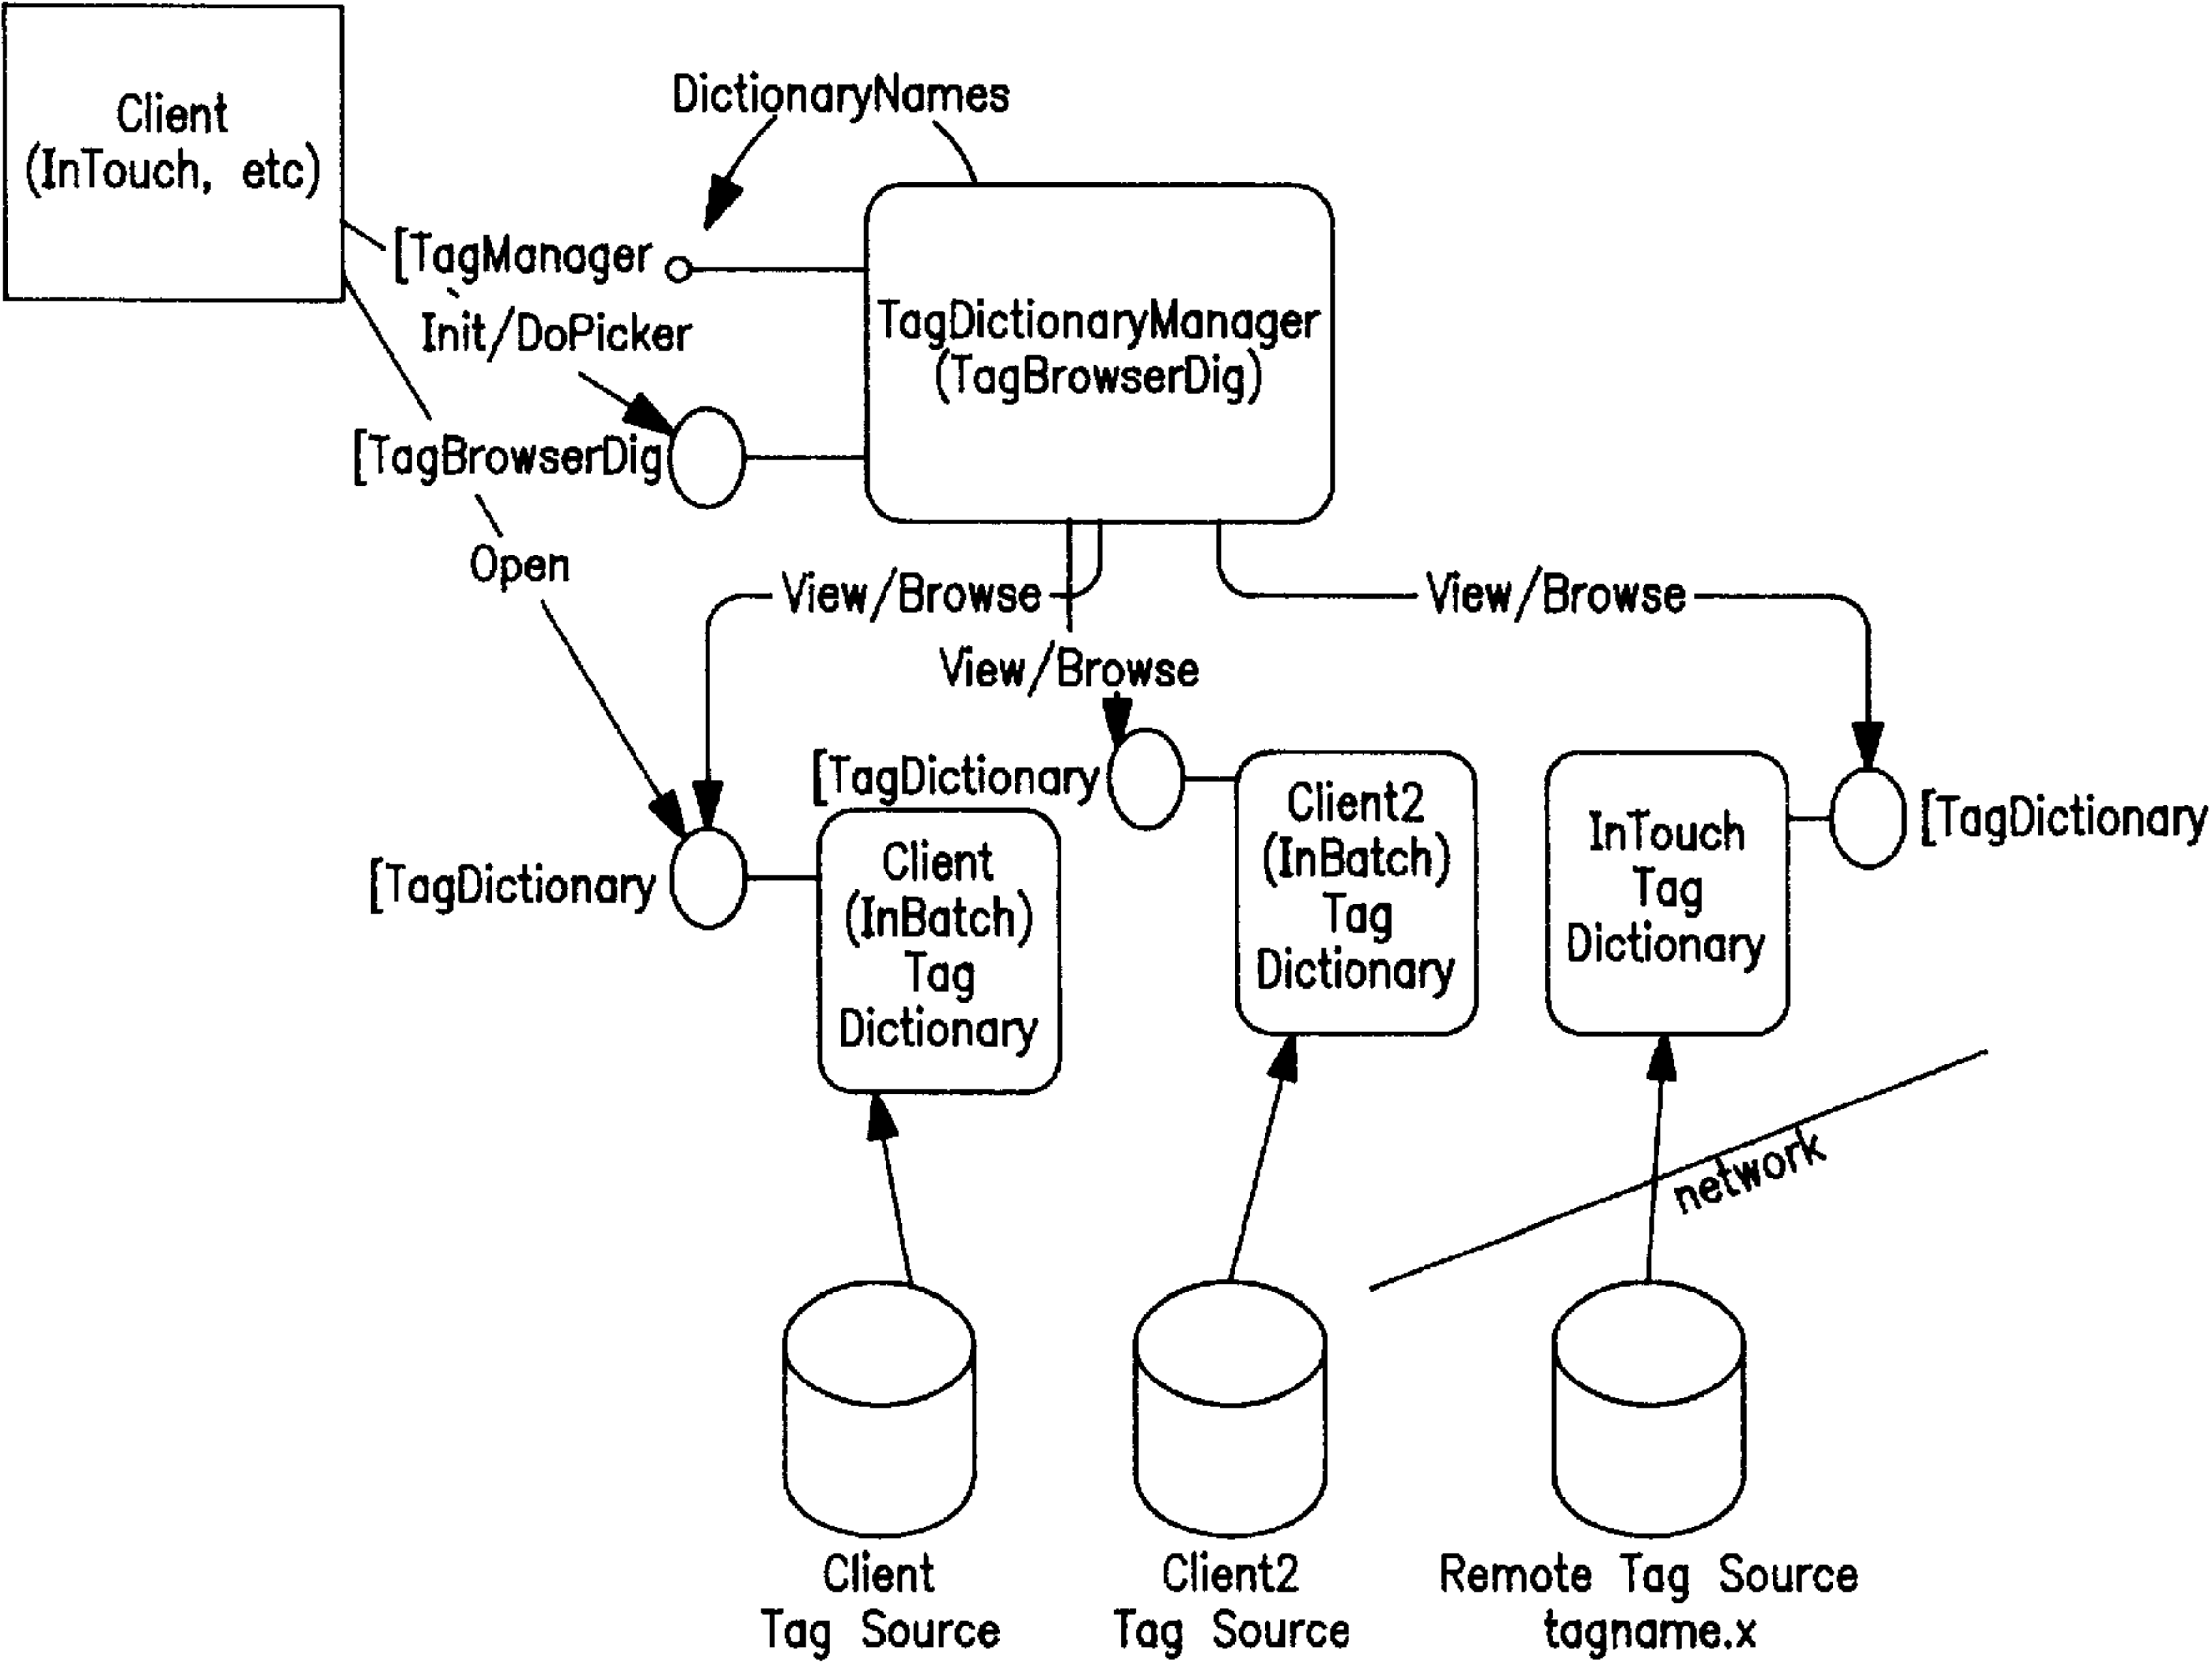 DictionaryNames
Client
(InTouch, etc)
[TagManager
Init/DoPicker
TagDictionaryManager
(TagBrowserDig)
[TagBrowserDig
Open
View/Browse
View/Browse
View/Browse
[TagDictionary
Client2
(InBatch)
Tag
Dictionary
InTouch
Tag
Dictionary
[TagDictionary
[TagDictionary
Client
(InBatch)
Tag
Dictionary
network
Client
Tag Source
Client2
Tag Source
Remote Tag Source
tagname.x